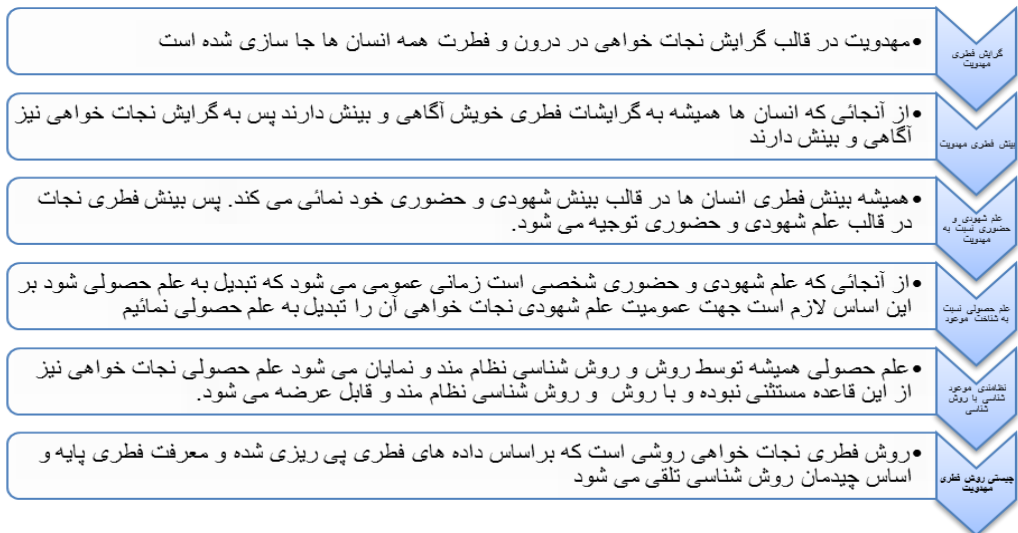 گرایش فطری
مهدویت
•مهدویت در قالب گرایش نجات خواهی در درون و فطرت همه انسان ها جا سازی شده است
بینش فطری مهدویت
•از آنجائی که انسان ها همیشه به گرایشات فطری خویش آگاهی و بینش دارند پس به گرایش نجات خواهی نیز
آگاهی و بینش دارند
علم شهودی و
حضوری نسبت به
مهدویت
•همیشه بینش فطری انسان ها در قالب بینش شهودی و حضوری خود نمائی می کند. پس بینش فطری نجات
در قالب علم شهودی و حضوری توجیه می شود.
علم حصولی نسبت
به شناخت موعود
•از آنجائی که علم شهودی و حضوری شخصی است زمانی عمومی می شود که تبدیل به علم حصولی شود بر
این اساس لازم است جهت عمومیت علم شهودی نجات خواهی آن را تبدیل به علم حصولی نمائیم
نظامندی موعود
شناسی با روش
شناسی
•علم حصولی همیشه توسط روش و روش شناسی نظام مند و نمایان می شود علم حصولی نجات خواهی نیز
از این قاعده مستثنی نبوده و با روش و روش شناسی نظام مند و قابل عرضه می شود.
چیستی روش فطری
مهدویت
•روش فطری نجات خواهی روشی است که براساس داده های فطری پی ریزی شده و معرفت فطری پایه و
اساس چیدمان روش شناسی تلقی می شود